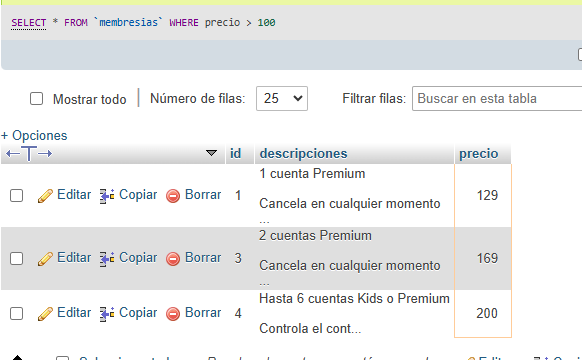 SELECT * FROM `membresias` WHERE precio > 100
Mostrar todo Número de filas: 25 Filtrar filas: Buscar en esta tabla
+ Opciones
id descripciones precio
1 cuenta Premium
Editar Copiar Borrar 1 Cancela en cualquier momento 129
...
2 cuentas Premium
Editar Copiar Borrar 3 Cancela en cualquier momento 169
...
Hasta 6 cuentas Kids o Premium
Editar Copiar Borrar 4 Controla el cont... 200